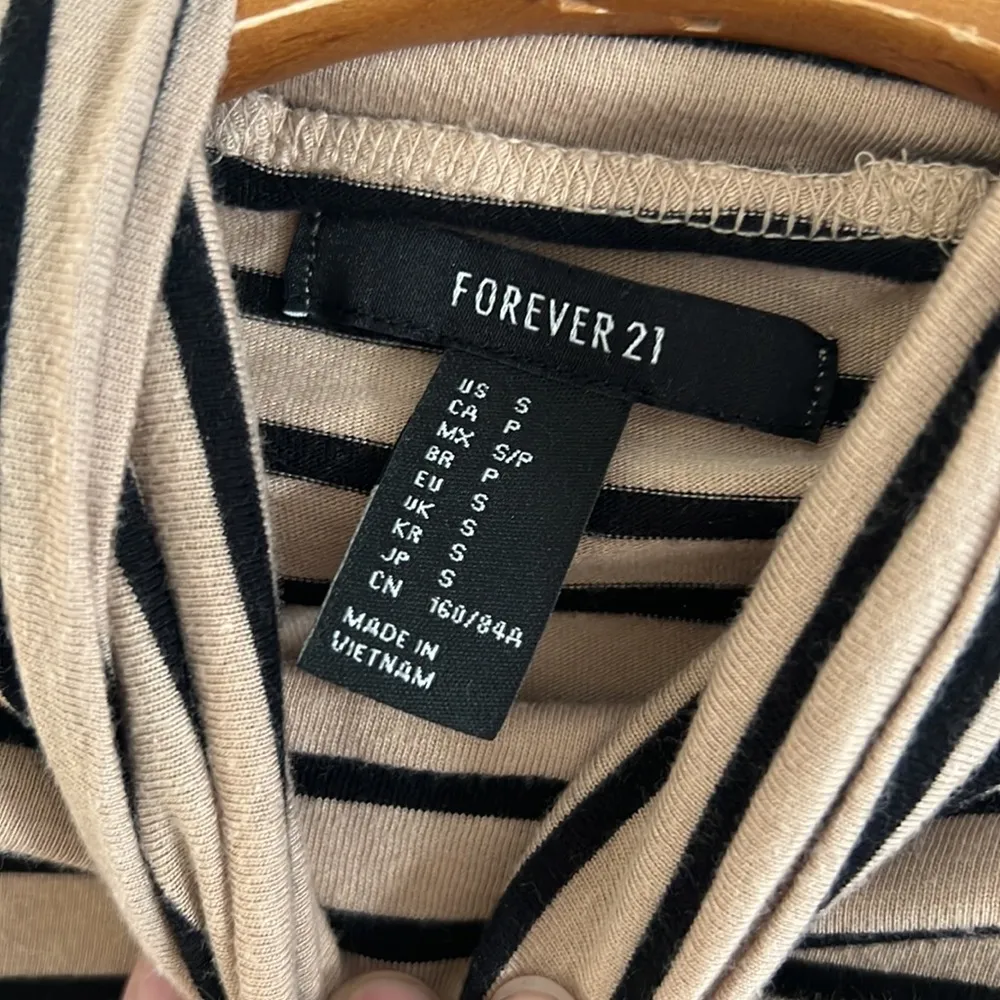 FOREVER 21
US S
CA P
MX S/P
BR P
EU S
UK S
KR S
JP S
CN 160/84A
MADE IN
VIETNAM